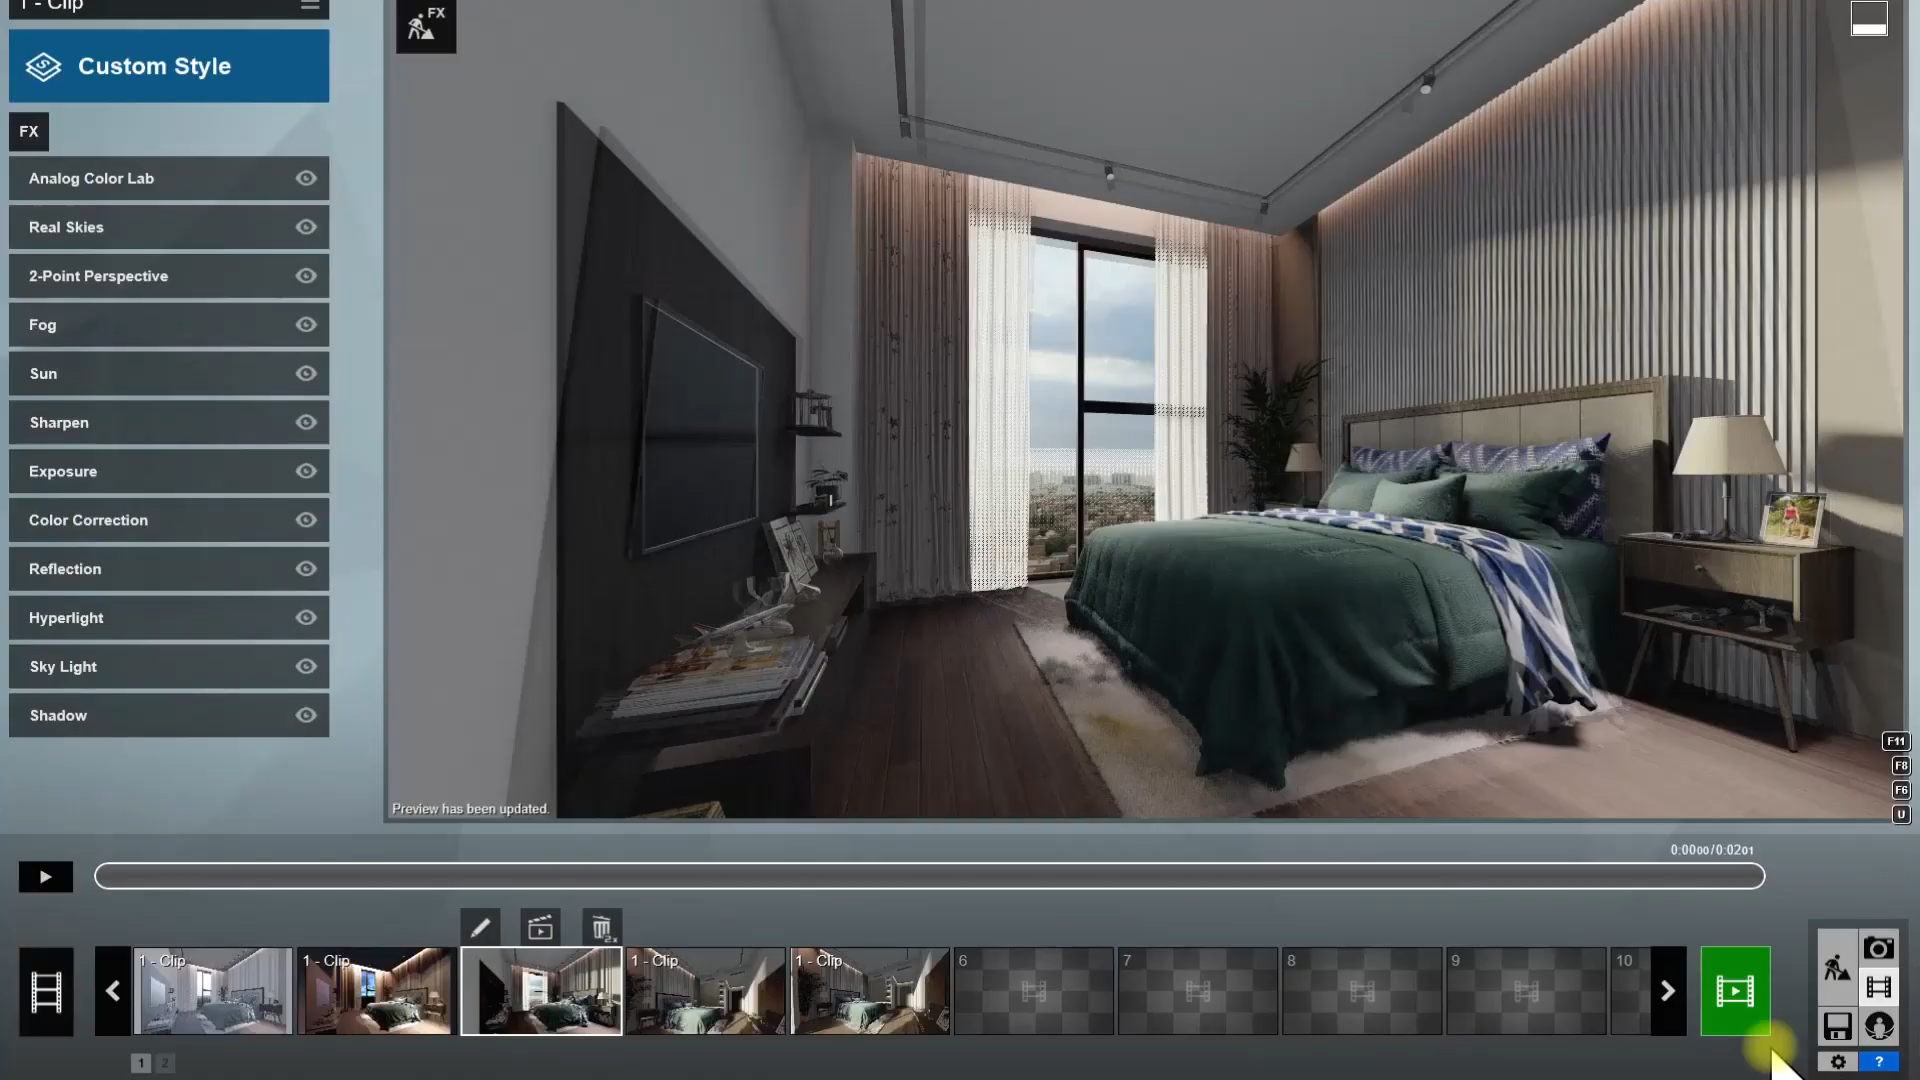 1 - Clip
Custom Style
FX
FX
Analog Color Lab
Real Skies
2-Point Perspective
Fog
Sun
Sharpen
Exposure
Color Correction
Reflection
Hyperlight
Sky Light
Shadow
Preview has been updated.
F11
F8
F6
U
0:0000/0:0201
2x
1 - Clip
1 - Clip
1 - Clip
1 - Clip
6
7
8
9
10
1
2
?